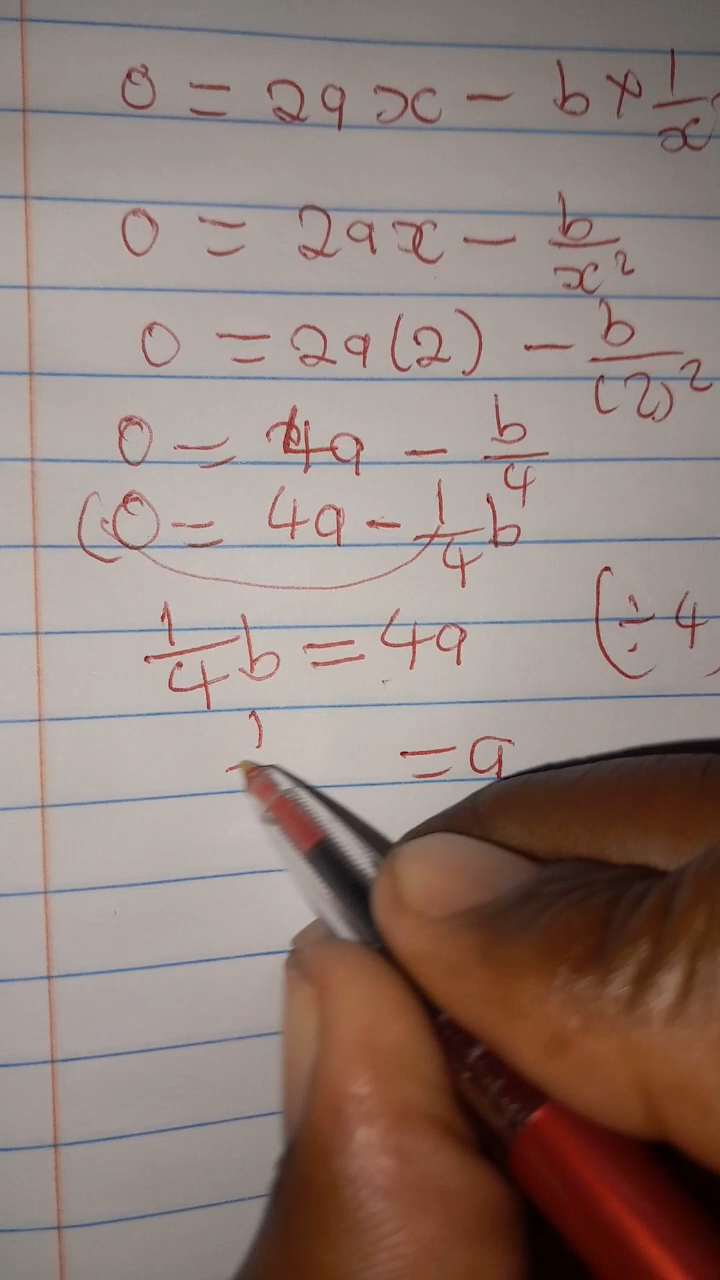 0 = 2ax - b × 1/x²
0 = 2ax - b/x²
0 = 2a(2) - b/(2)²
0 = 4a - b/4
(0 = 4a - 1/4 b
1/4 b = 4a (÷4)
1 = a